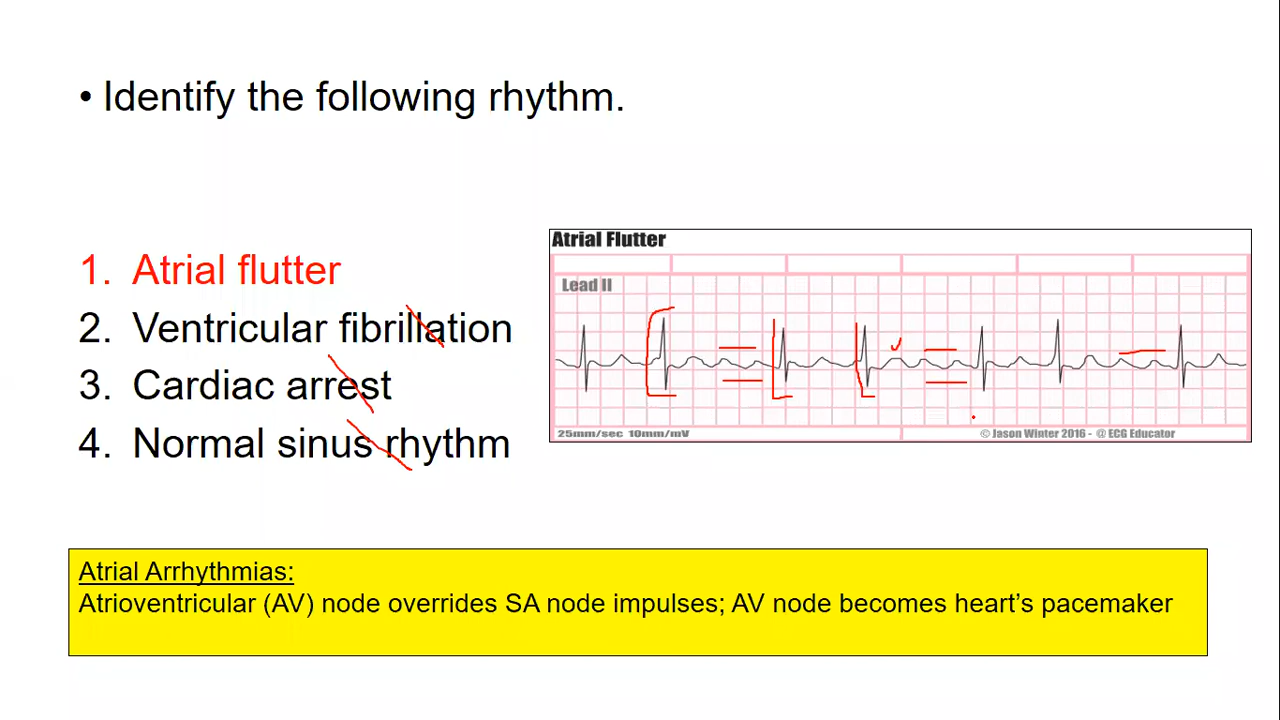 • Identify the following rhythm.
1. Atrial flutter
2. Ventricular fibrillation
3. Cardiac arrest
4. Normal sinus rhythm
Atrial Flutter
Lead II
25mm/sec 10mm/mV
© Jason Winter 2016 - @ ECG Educator
Atrial Arrhythmias:
Atrioventricular (AV) node overrides SA node impulses; AV node becomes heart’s pacemaker